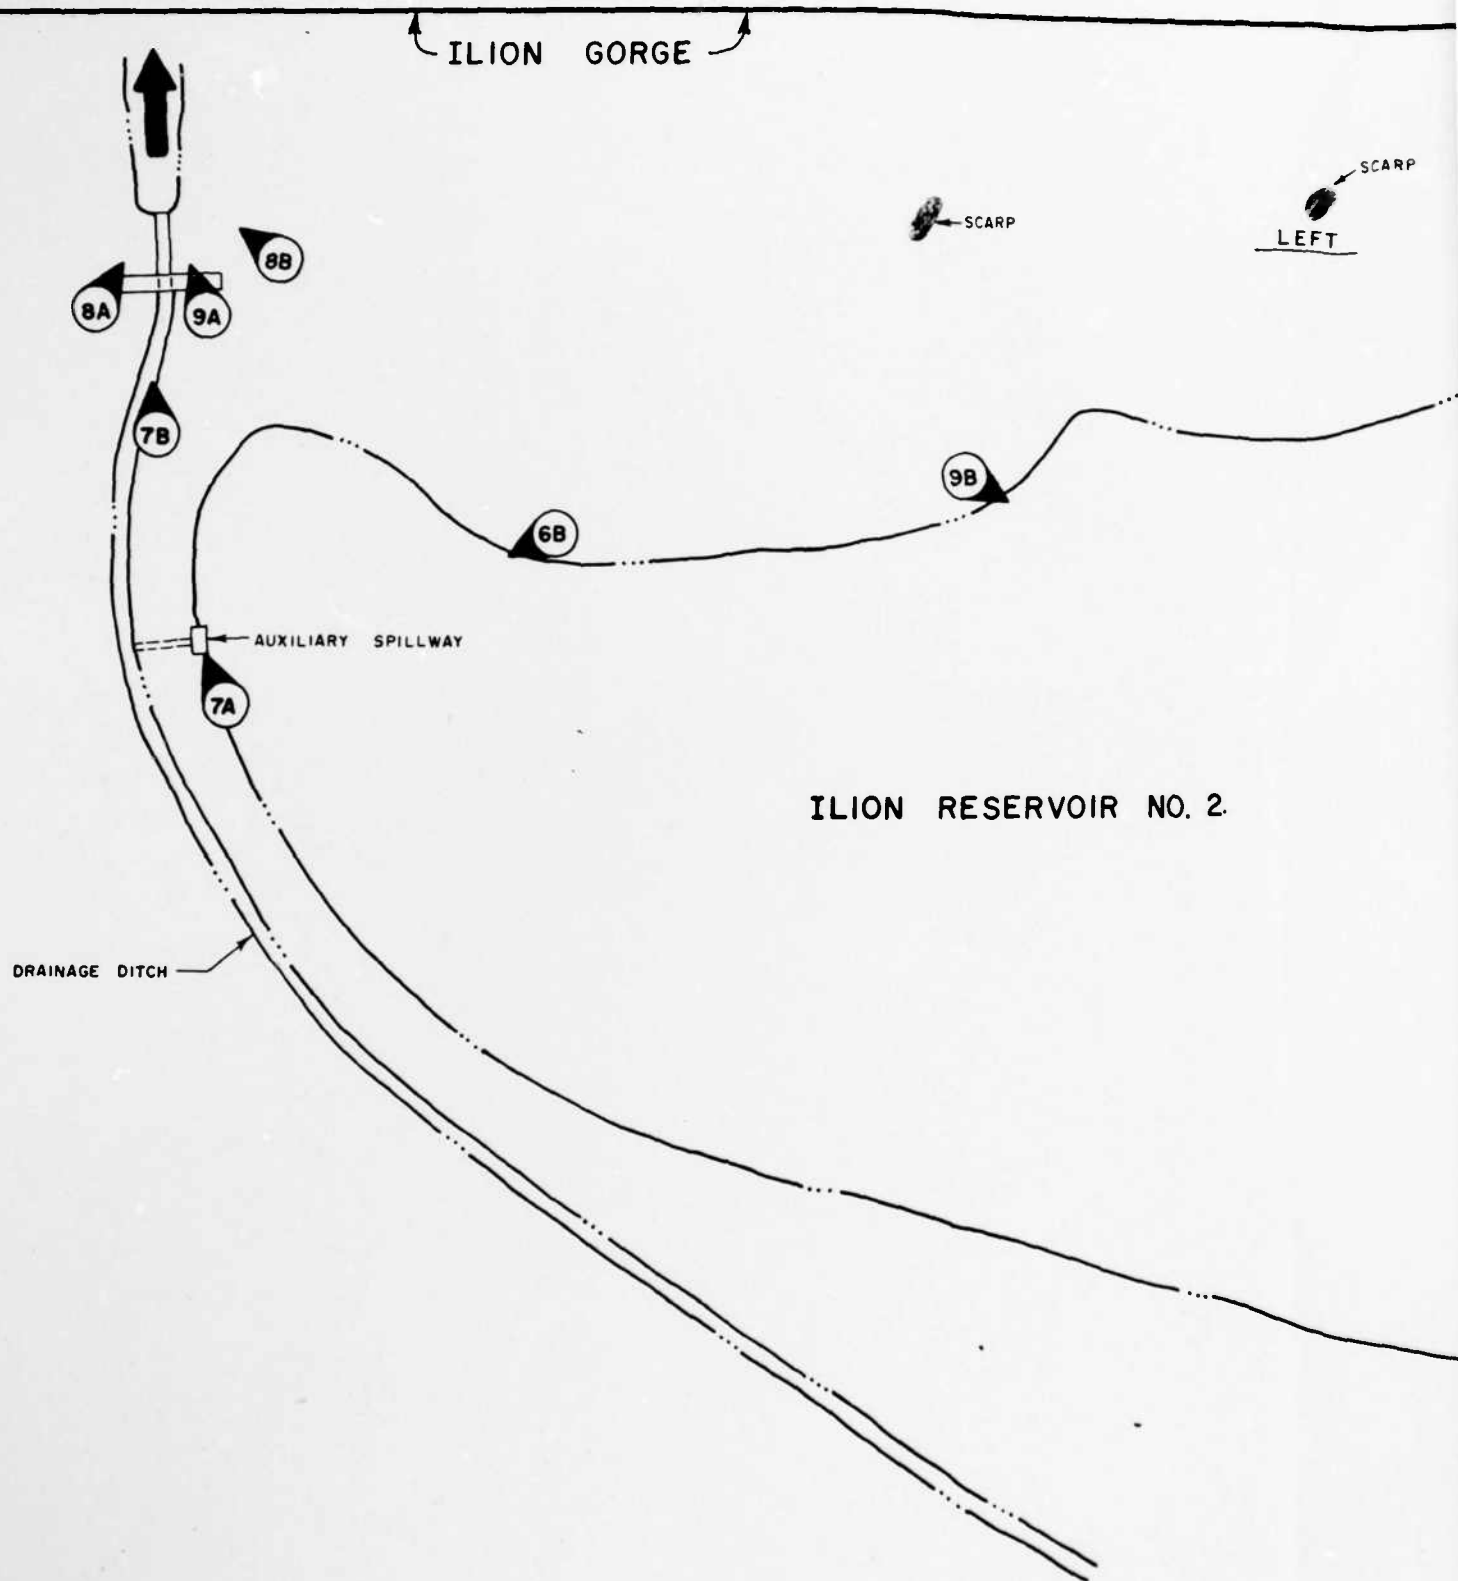 ILION GORGE
SCARP
SCARP
LEFT
8B
8A
9A
7B
9B
6B
AUXILIARY SPILLWAY
7A
ILION RESERVOIR NO. 2.
DRAINAGE DITCH